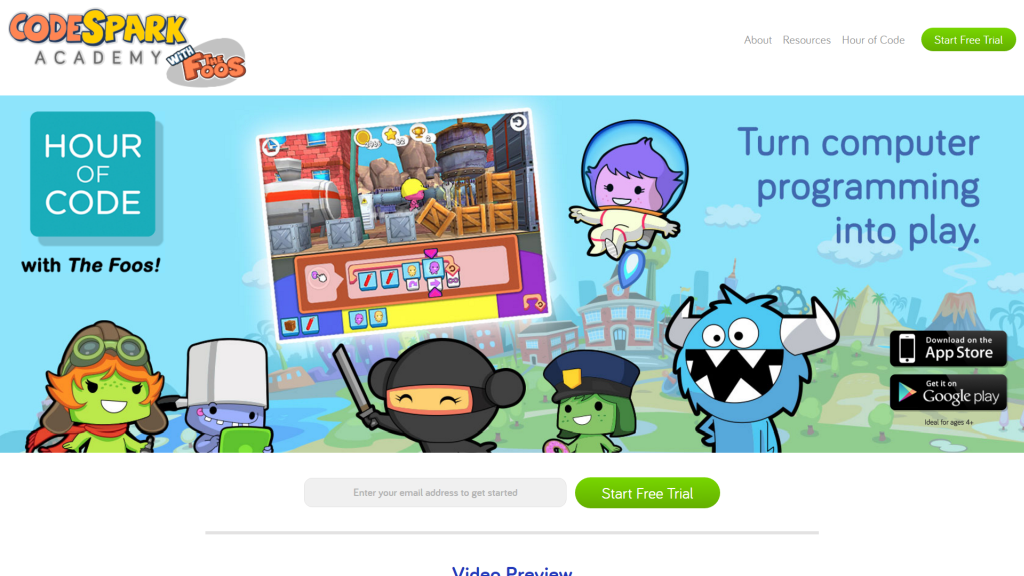 CODESPARK
ACADEMY
WITH
THE
FOOS
About Resources Hour of Code Start Free Trial
HOUR
OF
CODE
with The Foos!
Turn computer
programming
into play.
Download on the
App Store
Get it on
Google play
Ideal for ages 4+
Enter your email address to get started
Start Free Trial
Video Preview